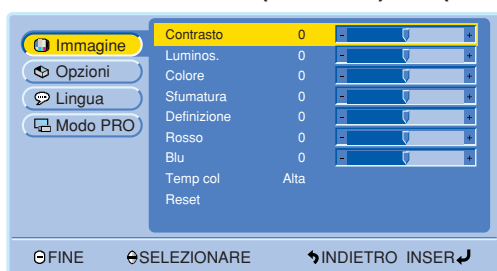 Immagine
Opzioni
Lingua
Modo PRO
Contrasto 0 - +
Luminos. 0 - +
Colore 0 - +
Sfumatura 0 - +
Definizione 0 - +
Rosso 0 - +
Blu 0 - +
Temp col Alta
Reset
FINE SELEZIONARE INDIETRO INSER